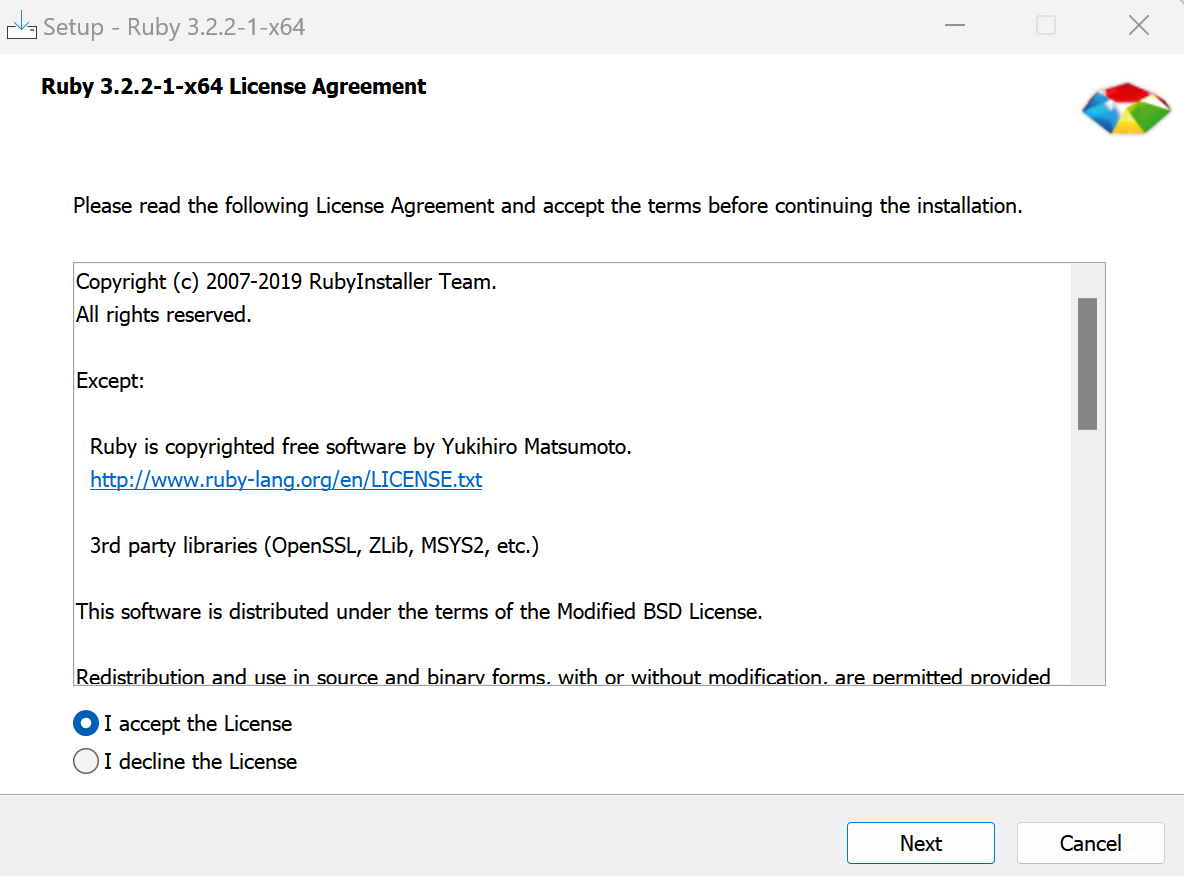 Setup - Ruby 3.2.2-1-x64
Ruby 3.2.2-1-x64 License Agreement
Please read the following License Agreement and accept the terms before continuing the installation.
Copyright (c) 2007-2019 RubyInstaller Team.
All rights reserved.
Except:
Ruby is copyrighted free software by Yukihiro Matsumoto.
http://www.ruby-lang.org/en/LICENSE.txt
3rd party libraries (OpenSSL, ZLib, MSYS2, etc.)
This software is distributed under the terms of the Modified BSD License.
Redistribution and use in source and binary forms, with or without modification, are permitted provided
I accept the License
I decline the License
Next
Cancel